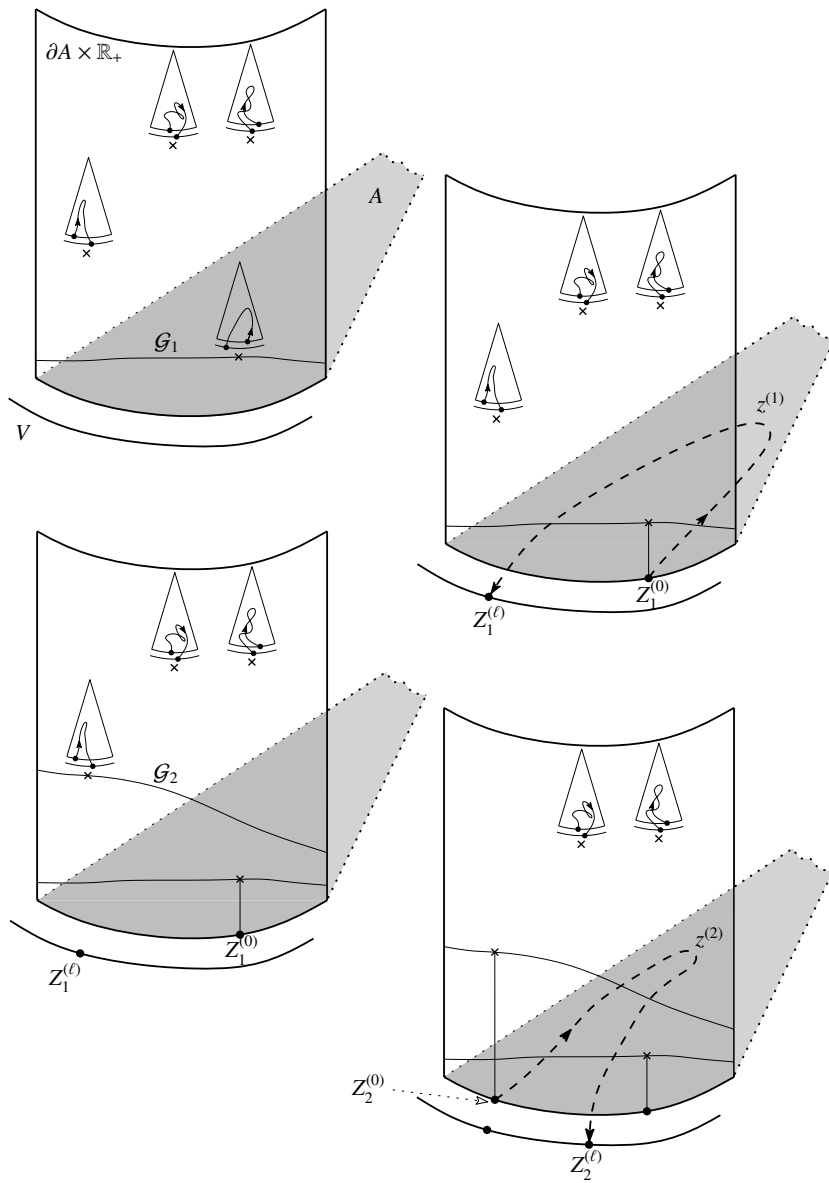 ∂A × ℝ₊
A
𝒢₁
V
z⁽¹⁾
Z₁⁽⁰⁾
Z₁⁽ℓ⁾
𝒢₂
Z₁⁽⁰⁾
Z₁⁽ℓ⁾
z⁽²⁾
Z₂⁽⁰⁾
Z₂⁽ℓ⁾